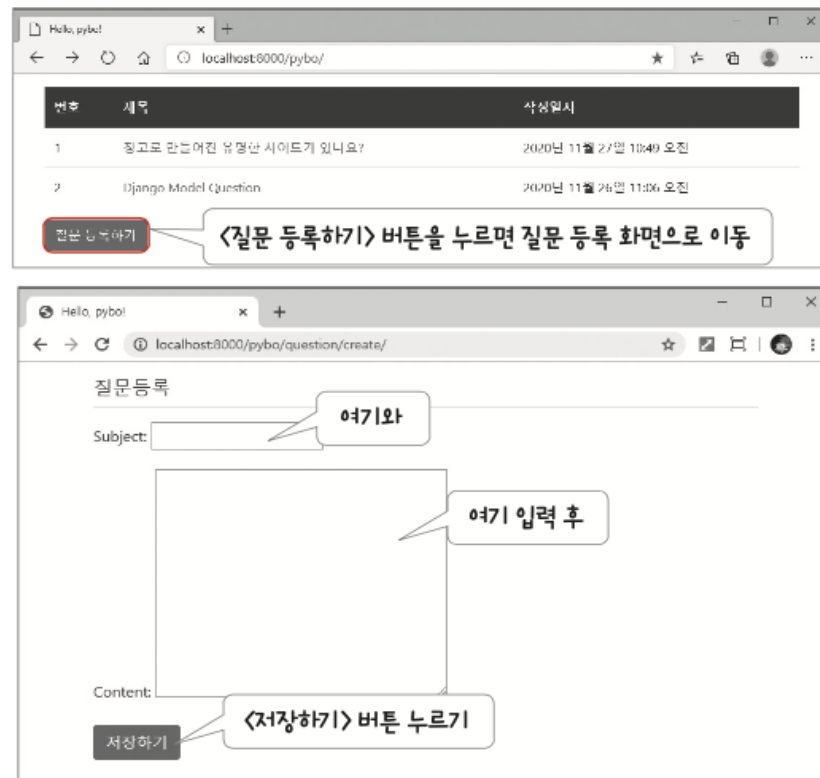 Hello, pybo!
localhost:8000/pybo/
번호 제목 작성일시
1 장고로 만들어진 유명한 사이트가 있나요? 2020년 11월 27일 10:49 오전
2 Django Model Question 2020년 11월 26일 11:06 오전
질문 등록하기
<질문 등록하기> 버튼을 누르면 질문 등록 화면으로 이동
Hello, pybo!
localhost:8000/pybo/question/create/
질문등록
여기와
Subject:
여기 입력 후
Content:
<저장하기> 버튼 누르기
저장하기